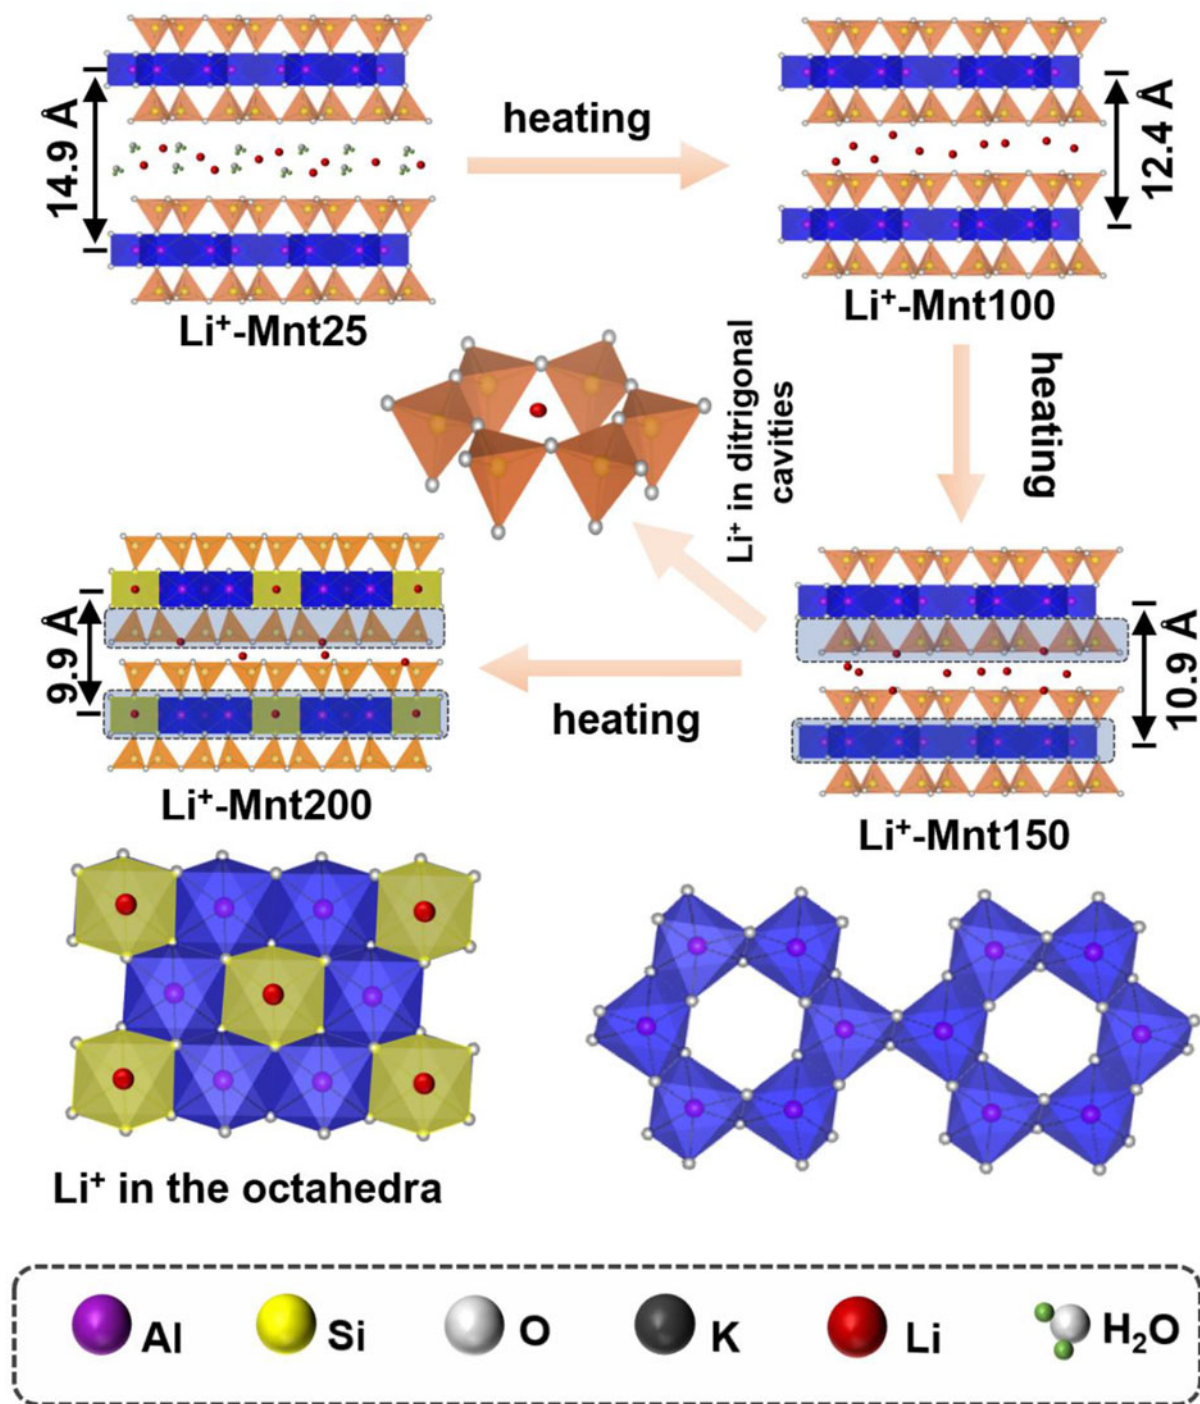 14.9 Å
Li⁺-Mnt25
heating
12.4 Å
Li⁺-Mnt100
heating
Li⁺ in ditrigonal
cavities
10.9 Å
Li⁺-Mnt150
heating
9.9 Å
Li⁺-Mnt200
Li⁺ in the octahedra
Al Si O K Li H₂O